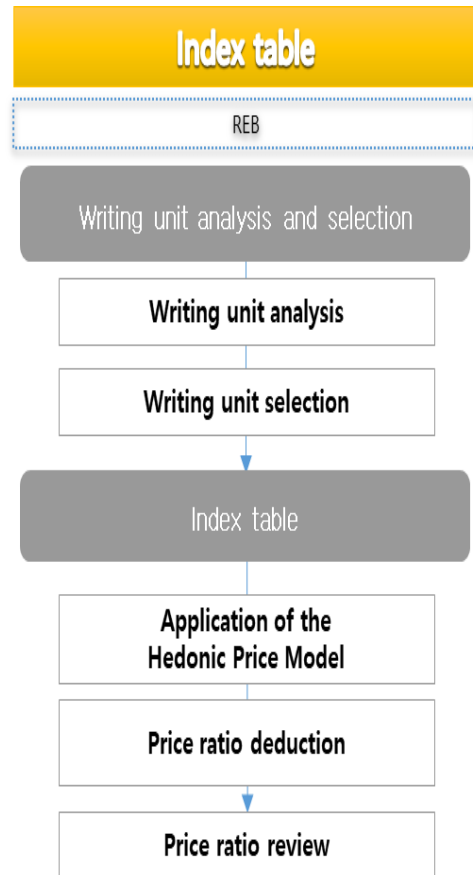 Index table
REB
Writing unit analysis and selection
Writing unit analysis
Writing unit selection
Index table
Application of the
Hedonic Price Model
Price ratio deduction
Price ratio review